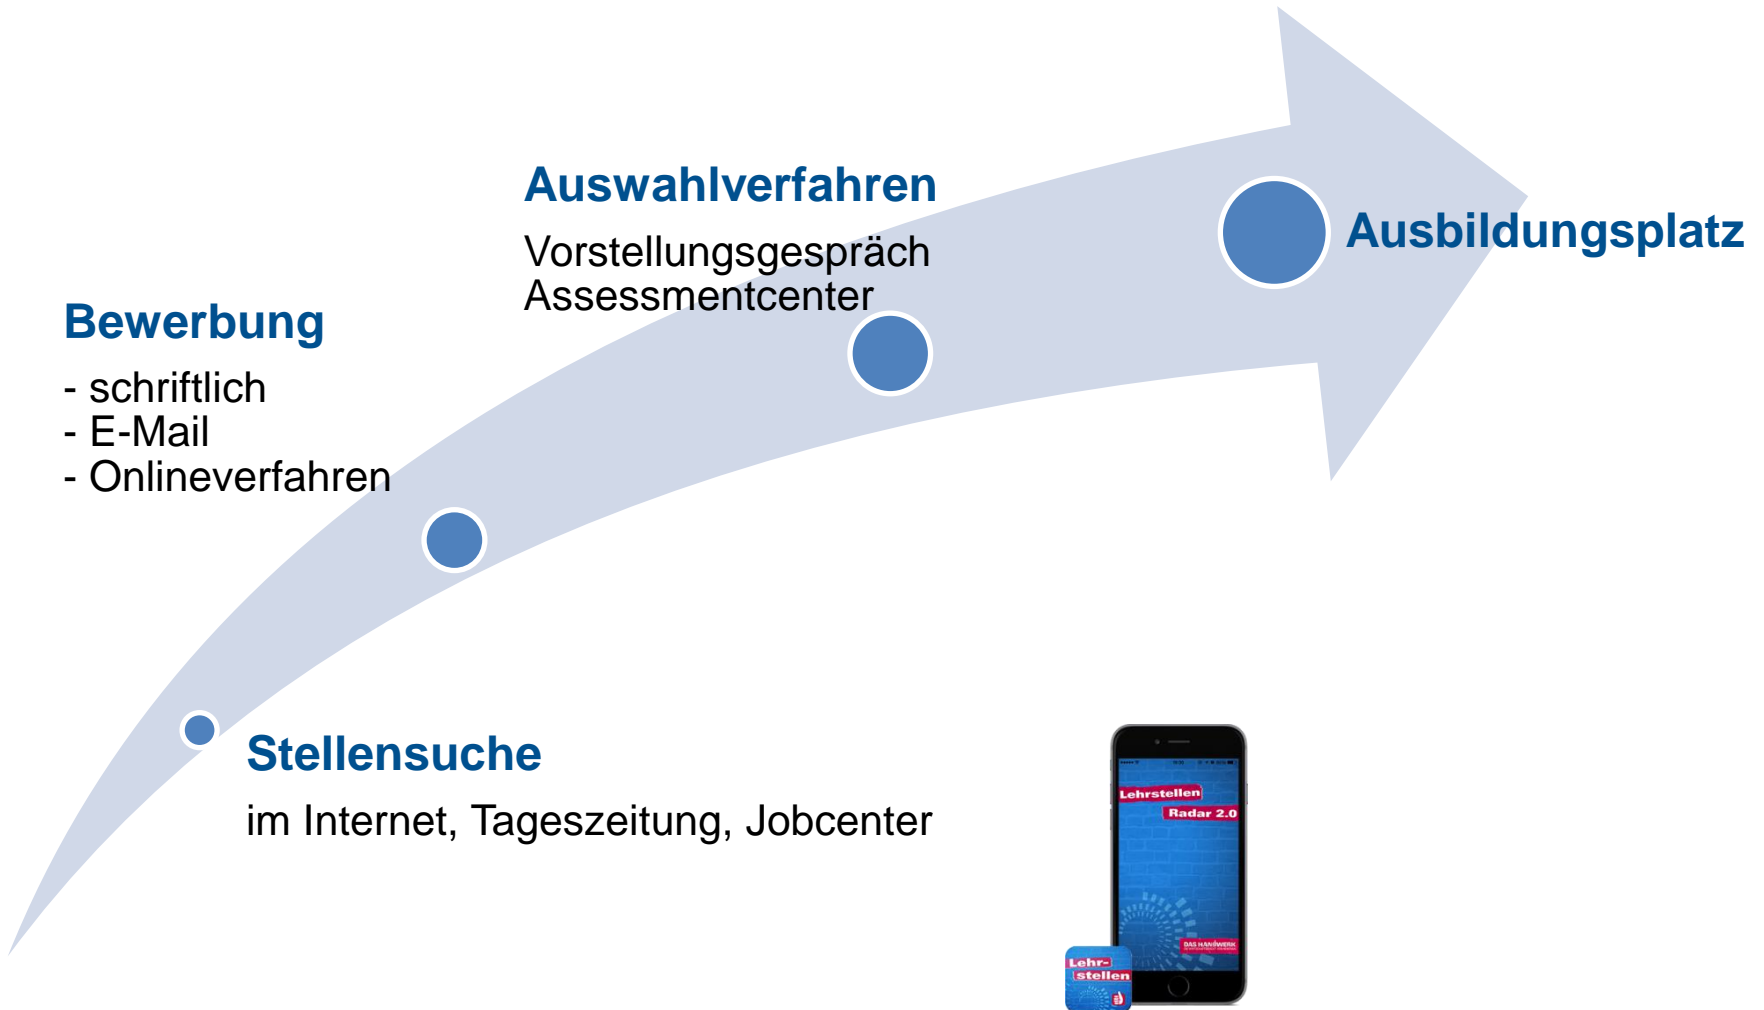 Auswahlverfahren
Vorstellungsgespräch
Assessmentcenter
Ausbildungsplatz
Bewerbung
- schriftlich
- E-Mail
- Onlineverfahren
Stellensuche
im Internet, Tageszeitung, Jobcenter
Lehrstellen
Radar 2.0
DAS HANDWERK
Lehr-
stellen